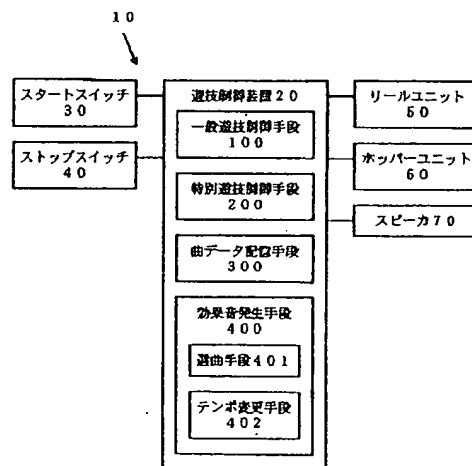 10
スタートスイッチ
30
ストップスイッチ
40
遊技制御装置20
一般遊技制御手段
100
特別遊技制御手段
200
曲データ記憶手段
300
効果音発生手段
400
選曲手段401
テンポ変更手段
402
リールユニット
50
ホッパーユニット
60
スピーカ70